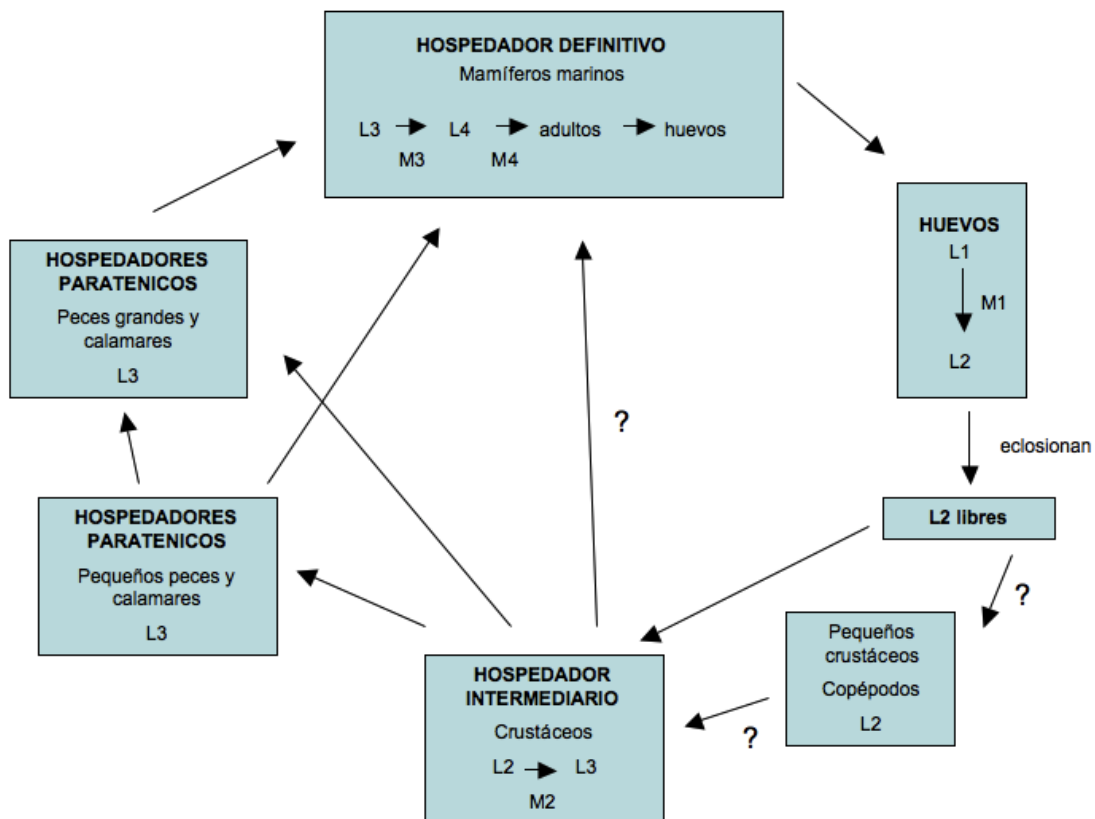 HOSPEDADOR DEFINITIVO
Mamíferos marinos
L3 L4 adultos huevos
M3 M4
HUEVOS
L1
M1
L2
eclosionan
L2 libres
?
Pequeños
crustáceos
Copépodos
L2
?
HOSPEDADOR
INTERMEDIARIO
Crustáceos
L2 L3
M2
?
HOSPEDADORES
PARATENICOS
Pequeños peces y
calamares
L3
HOSPEDADORES
PARATENICOS
Peces grandes y
calamares
L3